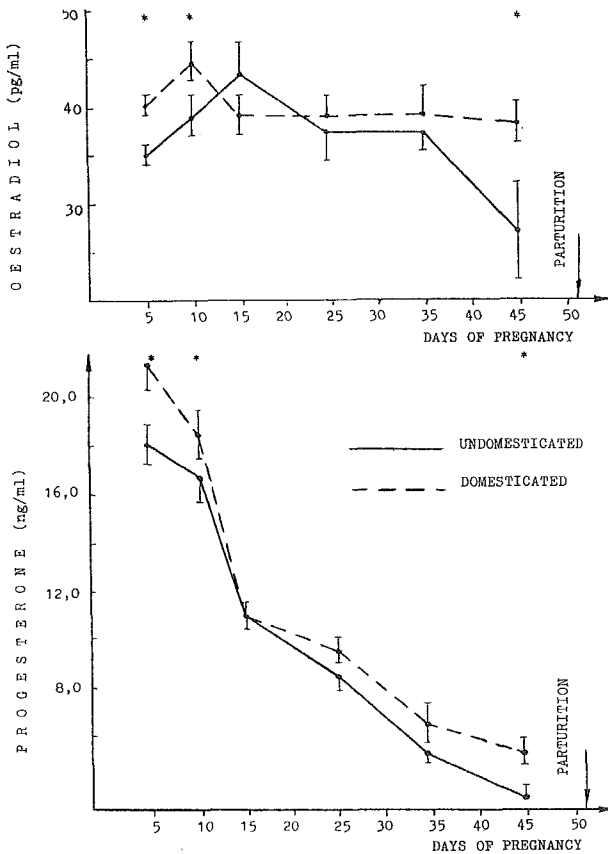 * * *
50
40
30
OESTRADIOL (pg/ml)
PARTURITION
5 10 15 20 25 30 35 40 45 50
DAYS OF PREGNANCY
* * *
20,0
16,0
12,0
8,0
PROGESTERONE (ng/ml)
UNDOMESTICATED
DOMESTICATED
PARTURITION
5 10 15 20 25 30 35 40 45 50
DAYS OF PREGNANCY